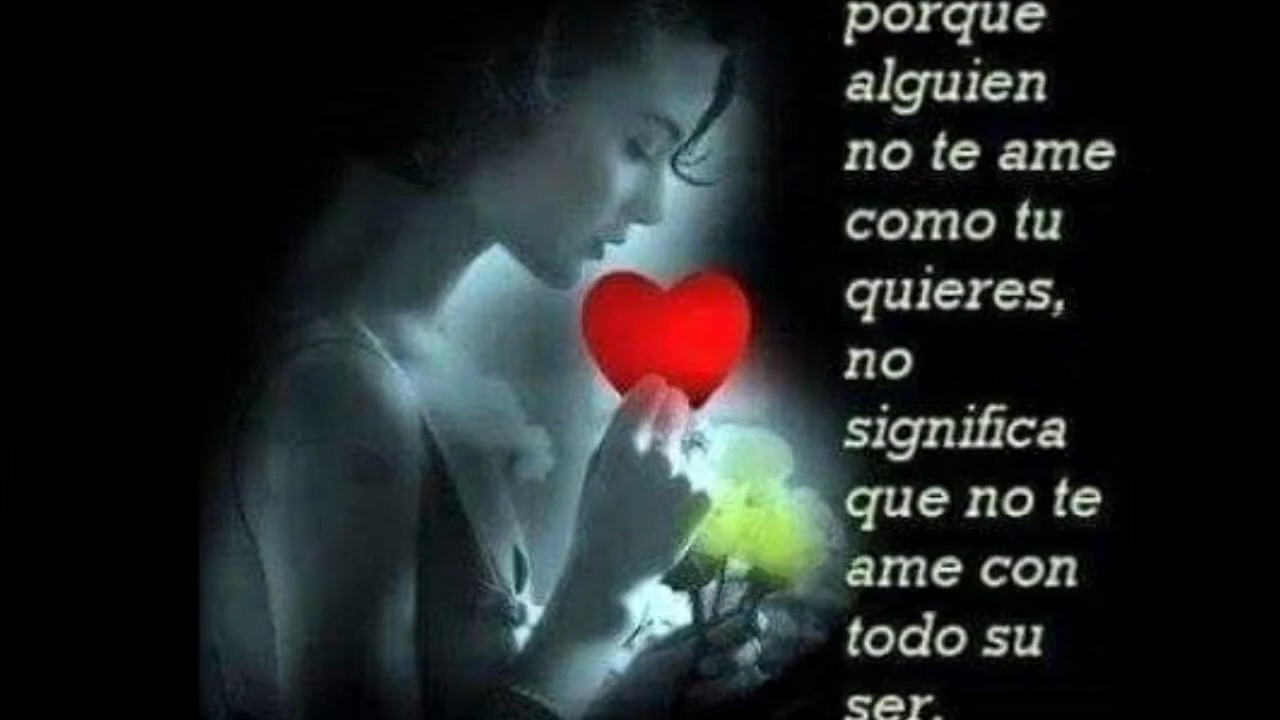 porque
alguien
no te ame
como tu
quieres,
no
significa
que no te
ame con
todo su
ser.